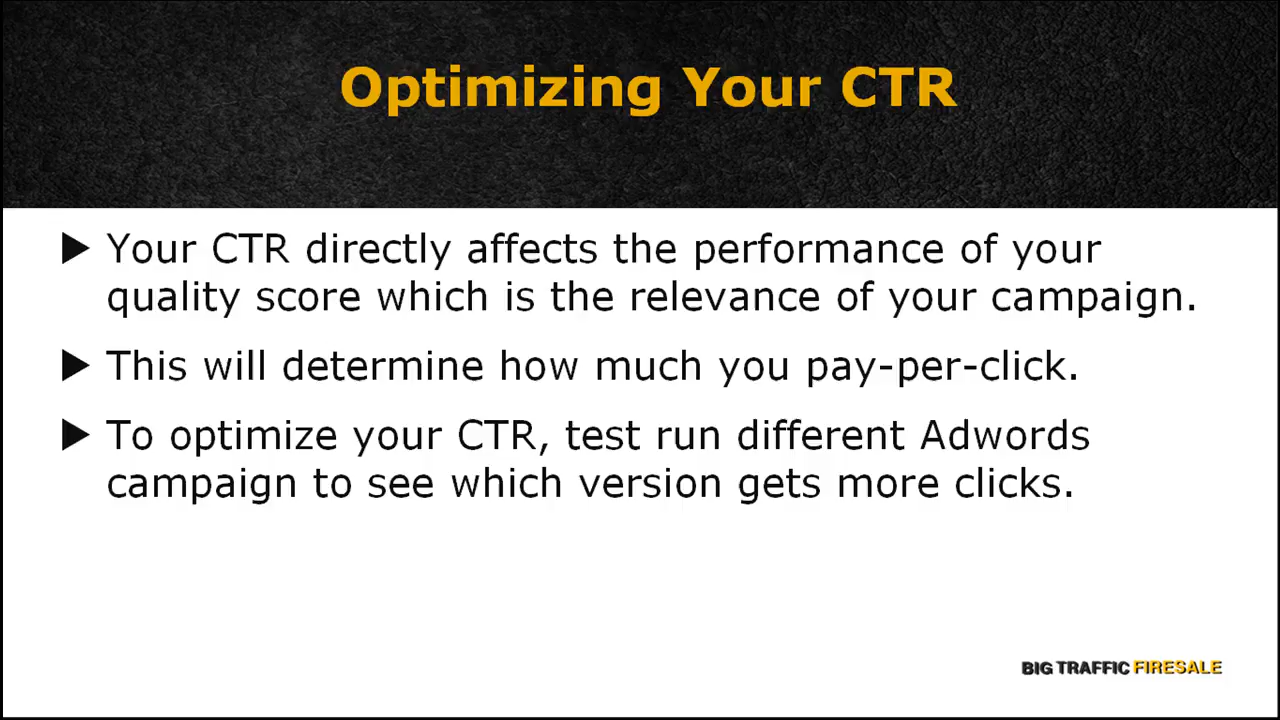 Optimizing Your CTR
▶ Your CTR directly affects the performance of your
quality score which is the relevance of your campaign.
▶ This will determine how much you pay-per-click.
▶ To optimize your CTR, test run different Adwords
campaign to see which version gets more clicks.
BIG TRAFFIC FIRESALE